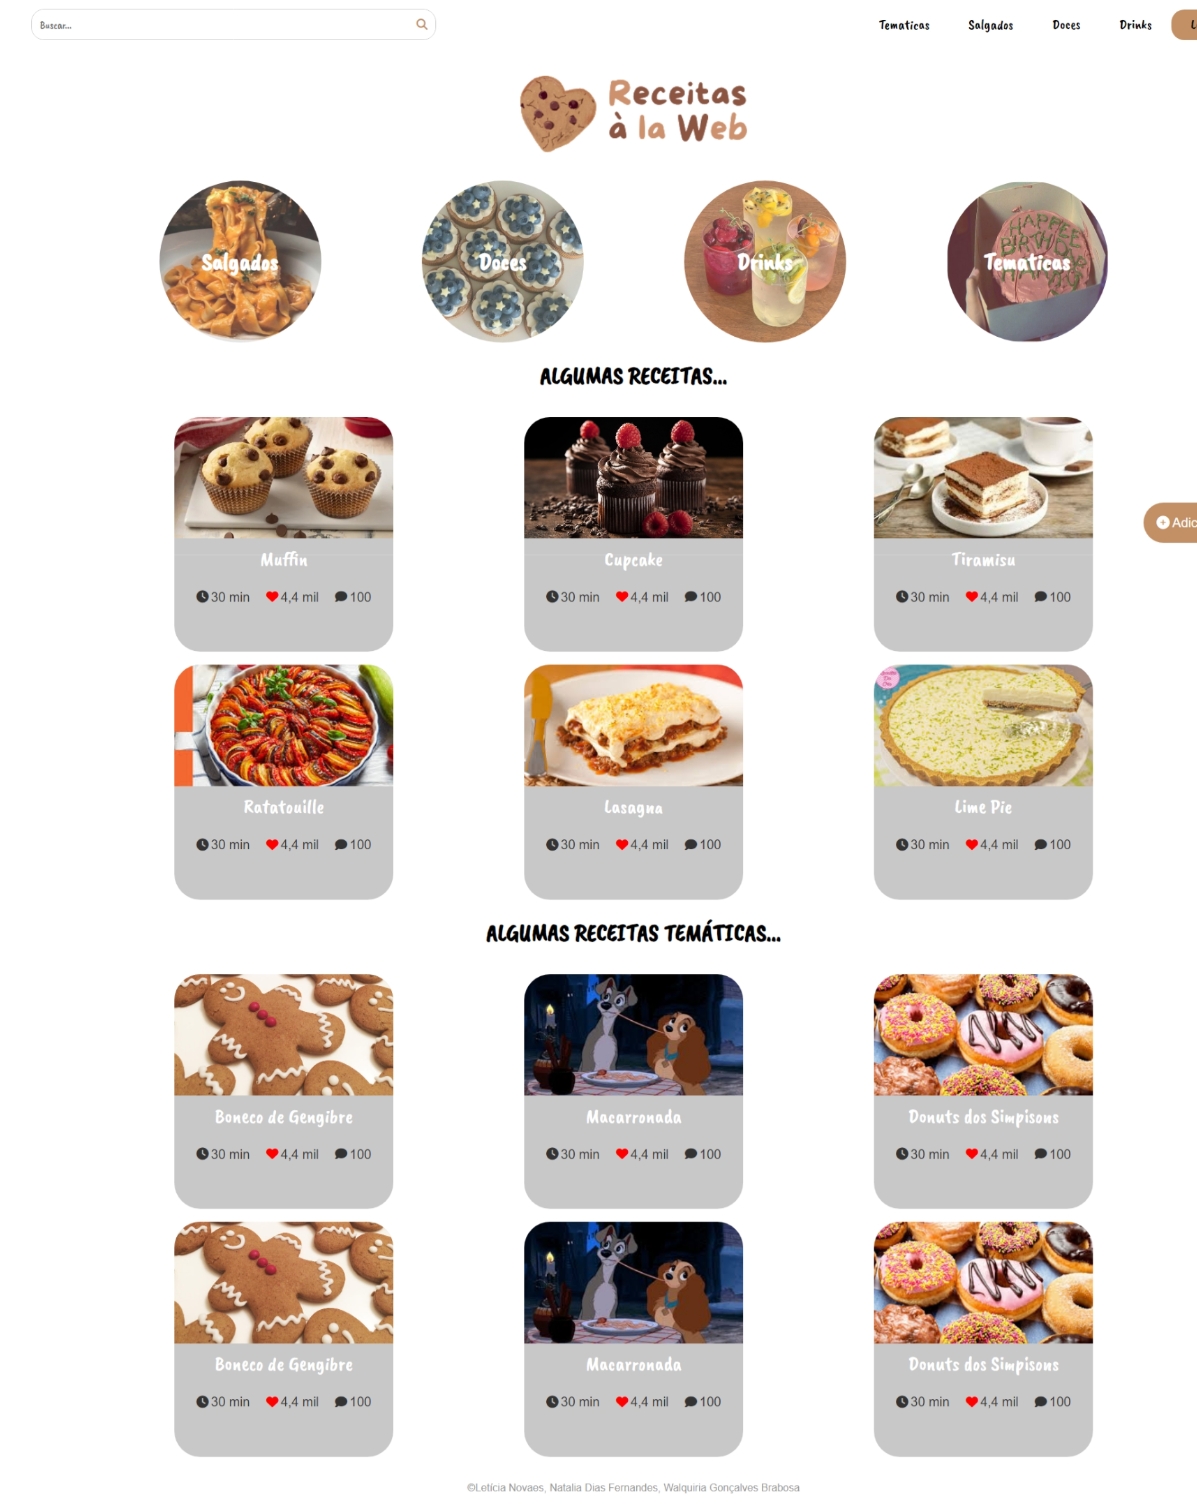 Buscar...
Tematicas Salgados Doces Drinks L
Receitas
à la Web
Salgados Doces Drinks Tematicas
HAPPEE
BIRTHDAE
HARRY
ALGUMAS RECEITAS...
Muffin Cupcake Tiramisu
30 min 4,4 mil 100 30 min 4,4 mil 100 30 min 4,4 mil 100
Adic
Ratatouille Lasagna Lime Pie
30 min 4,4 mil 100 30 min 4,4 mil 100 30 min 4,4 mil 100
ALGUMAS RECEITAS TEMÁTICAS...
Boneco de Gengibre Macarronada Donuts dos Simpisons
30 min 4,4 mil 100 30 min 4,4 mil 100 30 min 4,4 mil 100
Boneco de Gengibre Macarronada Donuts dos Simpisons
30 min 4,4 mil 100 30 min 4,4 mil 100 30 min 4,4 mil 100
©Letícia Novaes, Natalia Dias Fernandes, Walquiria Gonçalves Brabosa